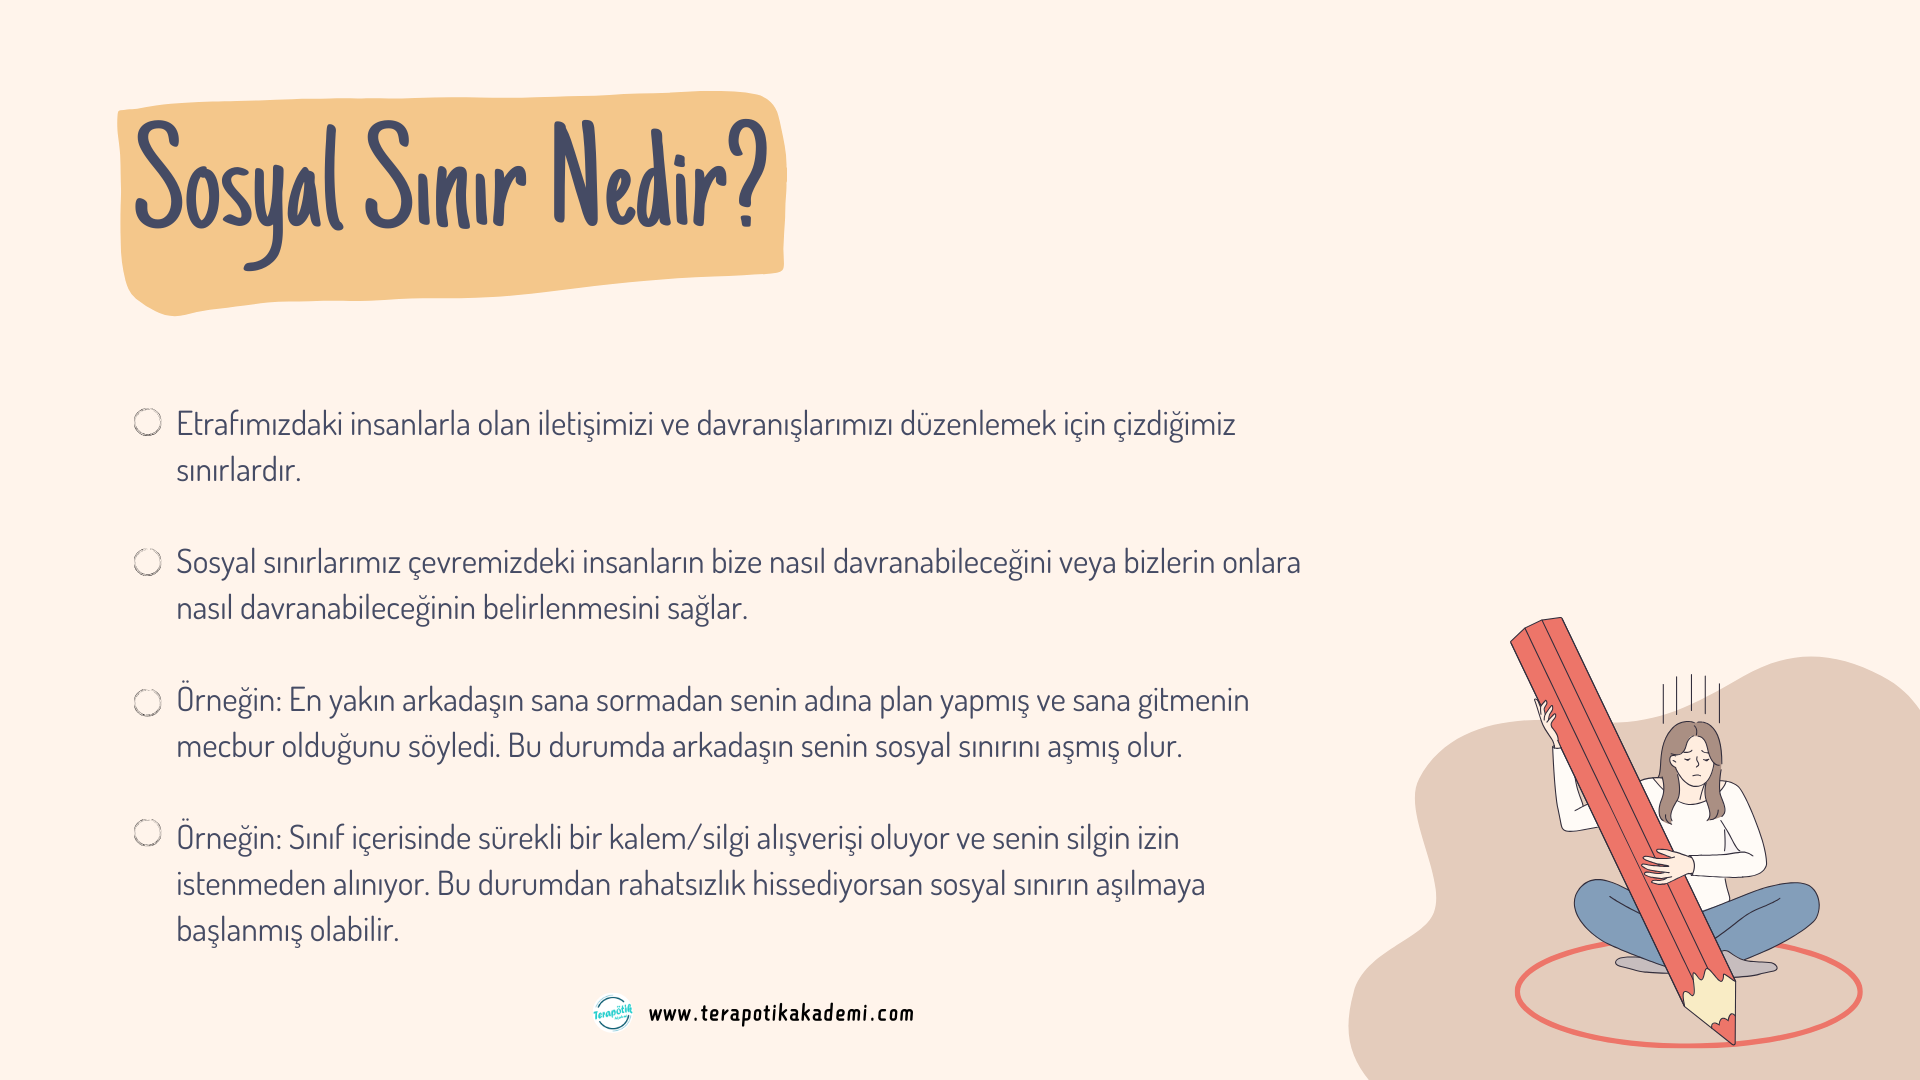 Sosyal Sınır Nedir?
Etrafımızdaki insanlarla olan iletişimizi ve davranışlarımızı düzenlemek için çizdiğimiz
sınırlardır.
Sosyal sınırlarımız çevremizdeki insanların bize nasıl davranabileceğini veya bizlerin onlara
nasıl davranabileceğinin belirlenmesini sağlar.
Örneğin: En yakın arkadaşın sana sormadan senin adına plan yapmış ve sana gitmenin
mecbur olduğunu söyledi. Bu durumda arkadaşın senin sosyal sınırını aşmış olur.
Örneğin: Sınıf içerisinde sürekli bir kalem/silgi alışverişi oluyor ve senin silgin izin
istenmeden alınıyor. Bu durumdan rahatsızlık hissediyorsan sosyal sınırın aşılmaya
başlanmış olabilir.
Terapötik
www.terapotikakademi.com